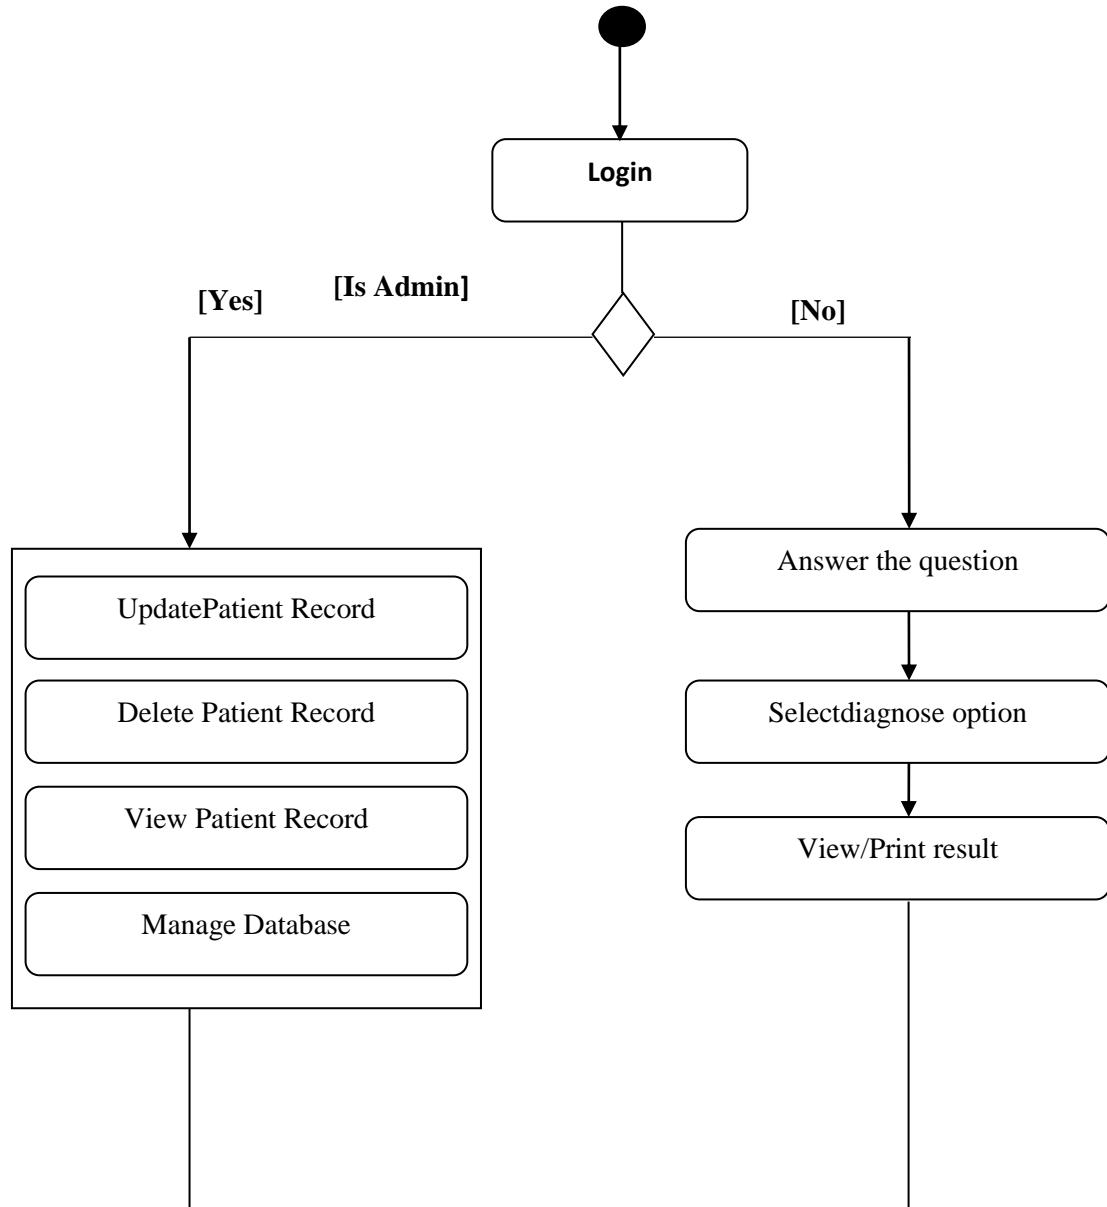 Login
[Yes]
[Is Admin]
[No]
UpdatePatient Record
Delete Patient Record
View Patient Record
Manage Database
Answer the question
Selectdiagnose option
View/Print result